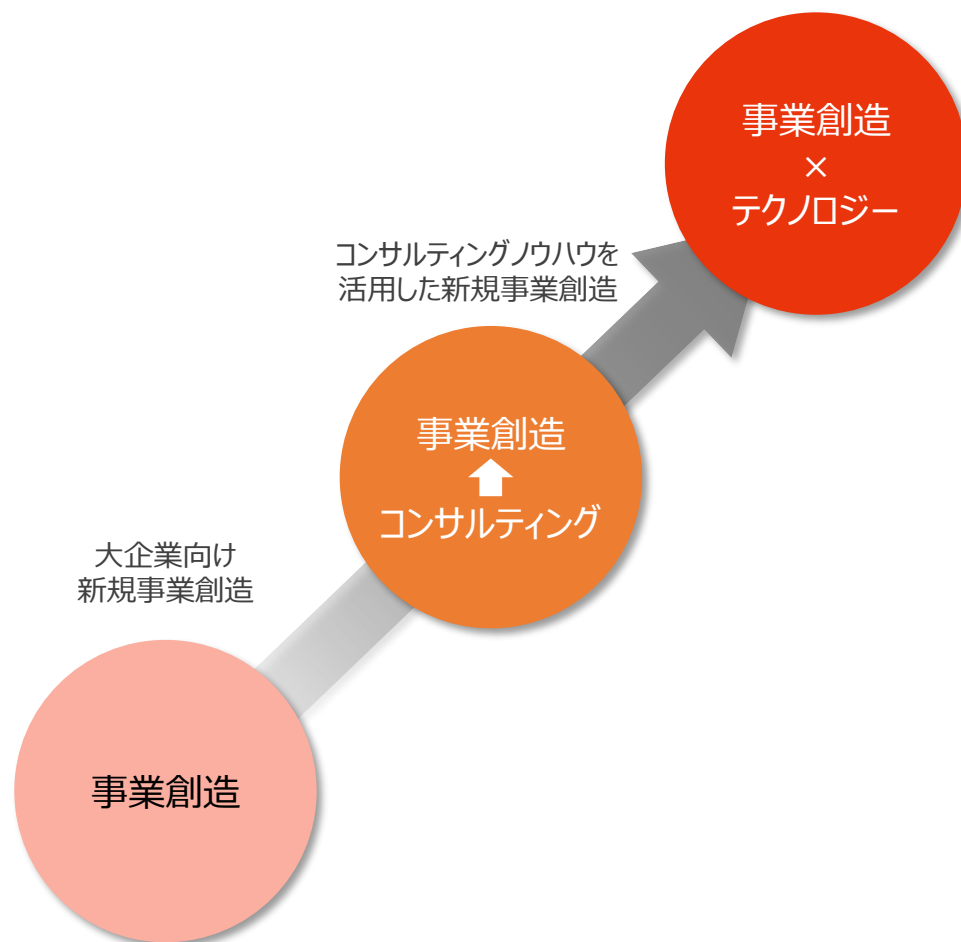 事業創造
×
テクノロジー
コンサルティングノウハウを
活用した新規事業創造
事業創造
コンサルティング
大企業向け
新規事業創造
事業創造